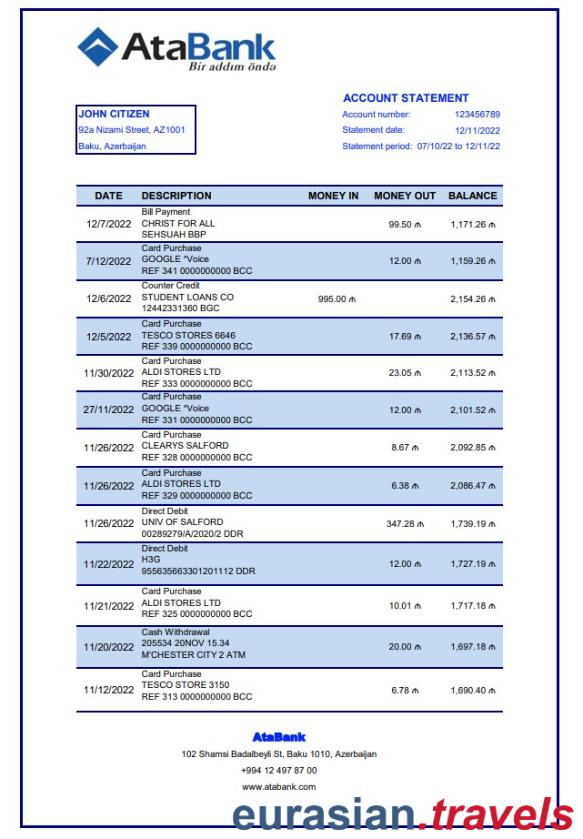 AtaBank
Bir addım öndə
ACCOUNT STATEMENT
Account number: 123456789
Statement date: 12/11/2022
Statement period: 07/10/22 to 12/11/22
JOHN CITIZEN
92a Nizami Street, AZ1001
Baku, Azerbaijan
DATE DESCRIPTION MONEY IN MONEY OUT BALANCE
Bill Payment
12/7/2022 CHRIST FOR ALL 99.50 ₼ 1,171.26 ₼
SEHSUAH BBP
Card Purchase
7/12/2022 GOOGLE *Voice 12.00 ₼ 1,159.26 ₼
REF 341 0000000000 BCC
Counter Credit
12/6/2022 STUDENT LOANS CO 995.00 ₼ 2,154.26 ₼
12442331360 BGC
Card Purchase
12/5/2022 TESCO STORES 6646 17.69 ₼ 2,136.57 ₼
REF 339 0000000000 BCC
Card Purchase
11/30/2022 ALDI STORES LTD 23.05 ₼ 2,113.52 ₼
REF 333 0000000000 BCC
Card Purchase
27/11/2022 GOOGLE *Voice 12.00 ₼ 2,101.52 ₼
REF 331 0000000000 BCC
Card Purchase
11/26/2022 CLEARYS SALFORD 8.67 ₼ 2,092.85 ₼
REF 328 0000000000 BCC
Card Purchase
11/26/2022 ALDI STORES LTD 6.38 ₼ 2,086.47 ₼
REF 329 0000000000 BCC
Direct Debit
11/26/2022 UNIV OF SALFORD 347.28 ₼ 1,739.19 ₼
00289279/A/2020/2 DDR
Direct Debit
11/22/2022 H3G 12.00 ₼ 1,727.19 ₼
955635663301201112 DDR
Card Purchase
11/21/2022 ALDI STORES LTD 10.01 ₼ 1,717.18 ₼
REF 325 0000000000 BCC
Cash Withdrawal
11/20/2022 205534 20NOV 15.34 20.00 ₼ 1,697.18 ₼
M'CHESTER CITY 2 ATM
Card Purchase
11/12/2022 TESCO STORE 3150 6.78 ₼ 1,690.40 ₼
REF 313 0000000000 BCC
AtaBank
102 Shamsi Badalbeyli St, Baku 1010, Azerbaijan
+994 12 497 87 00
www.atabank.com
eurasian.travels